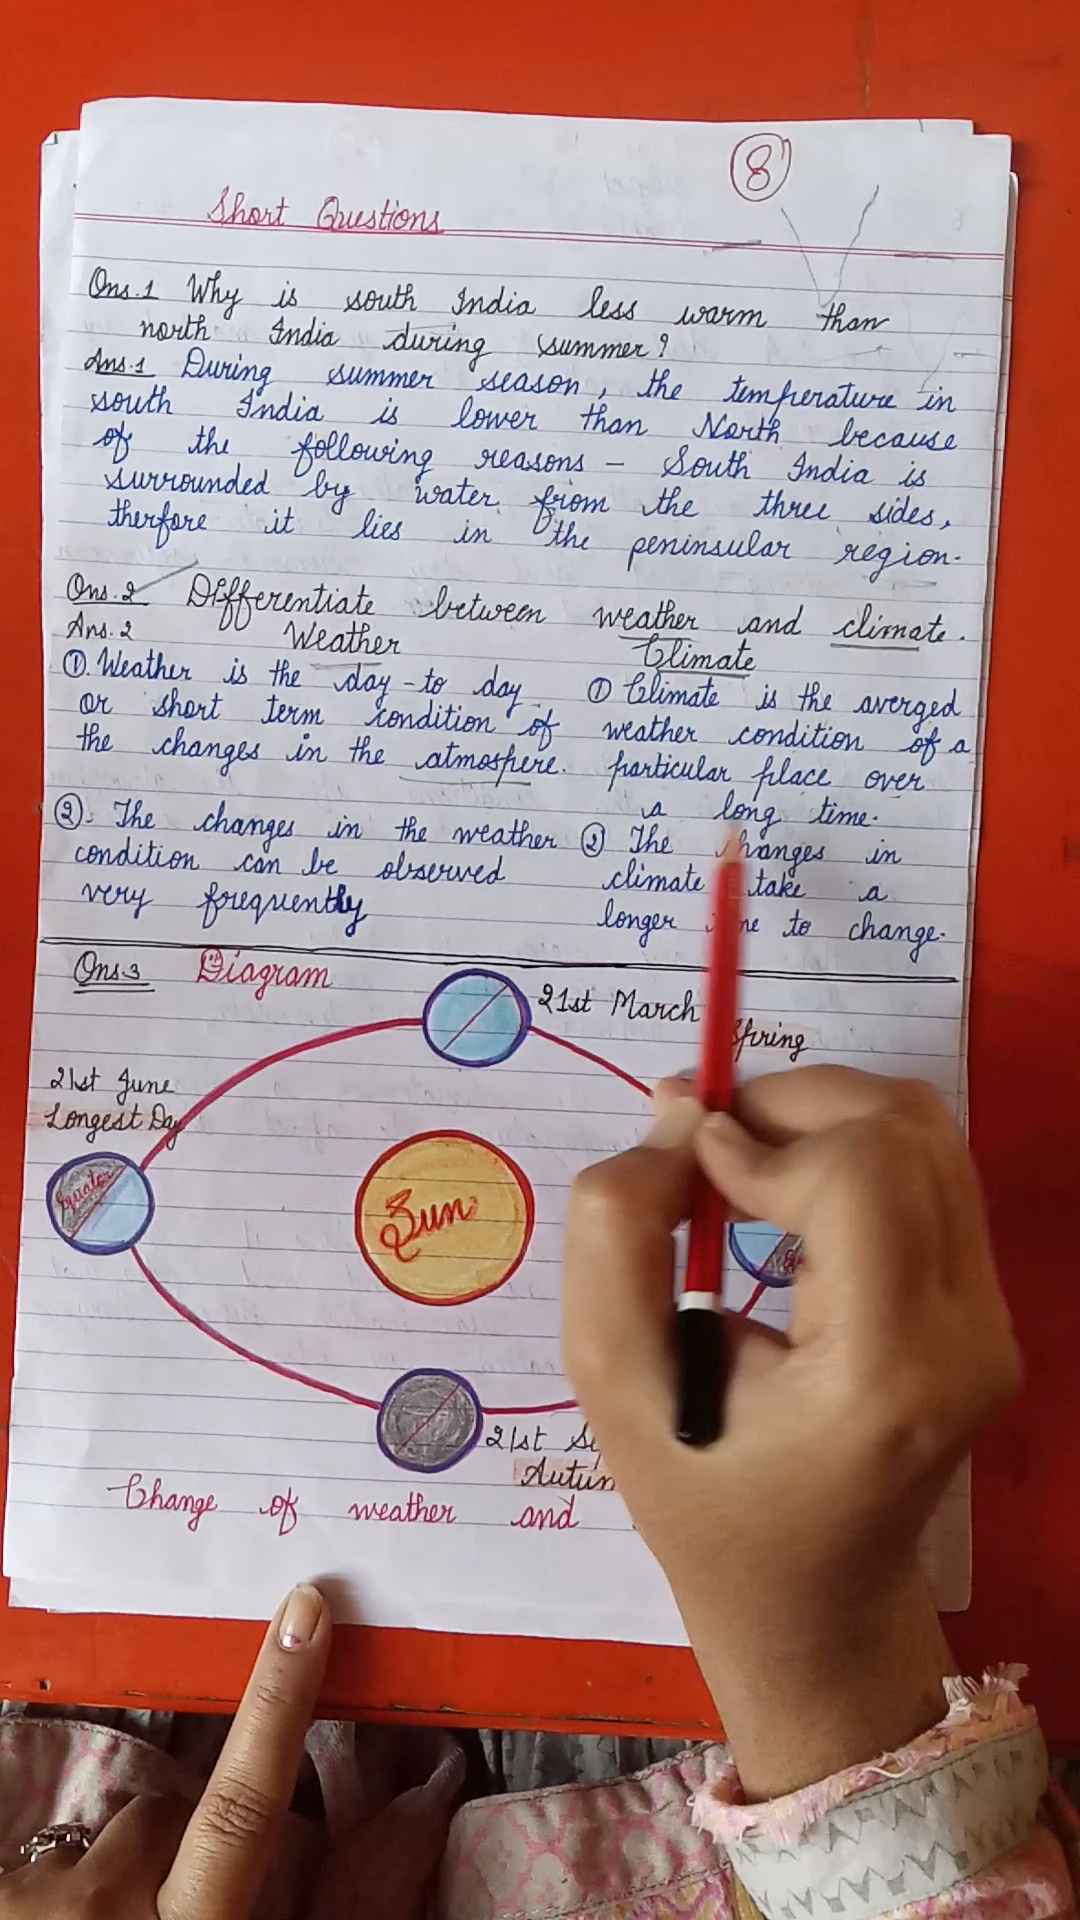 8
Short Questions
Qns.1 Why is south India less warm than
north India during summer?
Ans.1 During summer season, the temperature in
south India is lower than North because
of the following reasons - South India is
surrounded by water from the three sides,
therfore it lies in the peninsular region.
Qns.2 Differentiate between weather and climate.
Ans.2 Weather Climate
① Weather is the day-to day
or short term condition of
the changes in the atmospere.
① Climate is the averged
weather condition of a
particular place over
a long time.
②. The changes in the weather
condition can be observed
very frequently
② The changes in
climate take a
longer to change.
Qns.3 Diagram
21st March
Spring
21st June
Longest Day
Equator
Sun
21st
Change of weather and